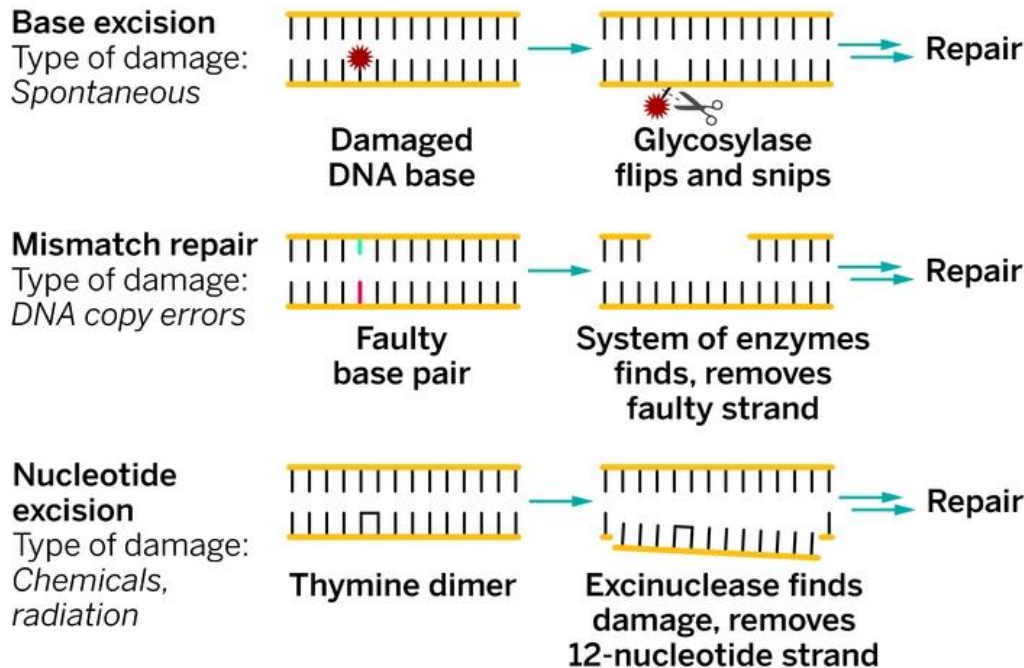 Base excision
Type of damage:
Spontaneous
Damaged
DNA base
Glycosylase
flips and snips
Repair
Mismatch repair
Type of damage:
DNA copy errors
Faulty
base pair
System of enzymes
finds, removes
faulty strand
Repair
Nucleotide
excision
Type of damage:
Chemicals,
radiation
Thymine dimer
Excinuclease finds
damage, removes
12-nucleotide strand
Repair